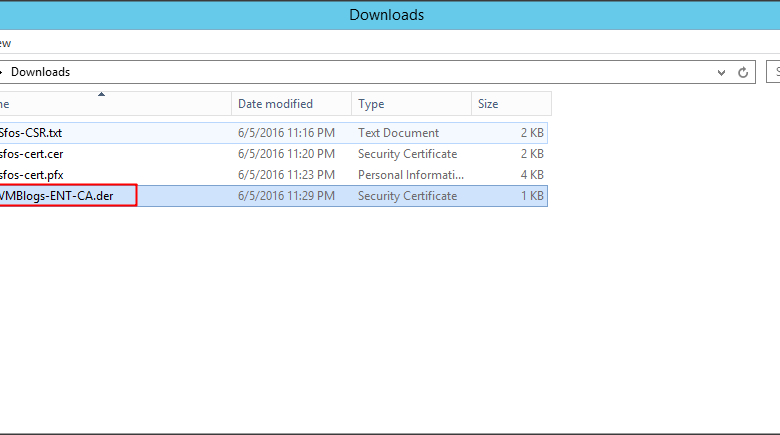 Downloads
ew
Downloads
S
me Date modified Type Size
Sfos-CSR.txt 6/5/2016 11:16 PM Text Document 2 KB
sfos-cert.cer 6/5/2016 11:20 PM Security Certificate 2 KB
sfos-cert.pfx 6/5/2016 11:23 PM Personal Informati... 4 KB
VMBlogs-ENT-CA.der 6/5/2016 11:29 PM Security Certificate 1 KB